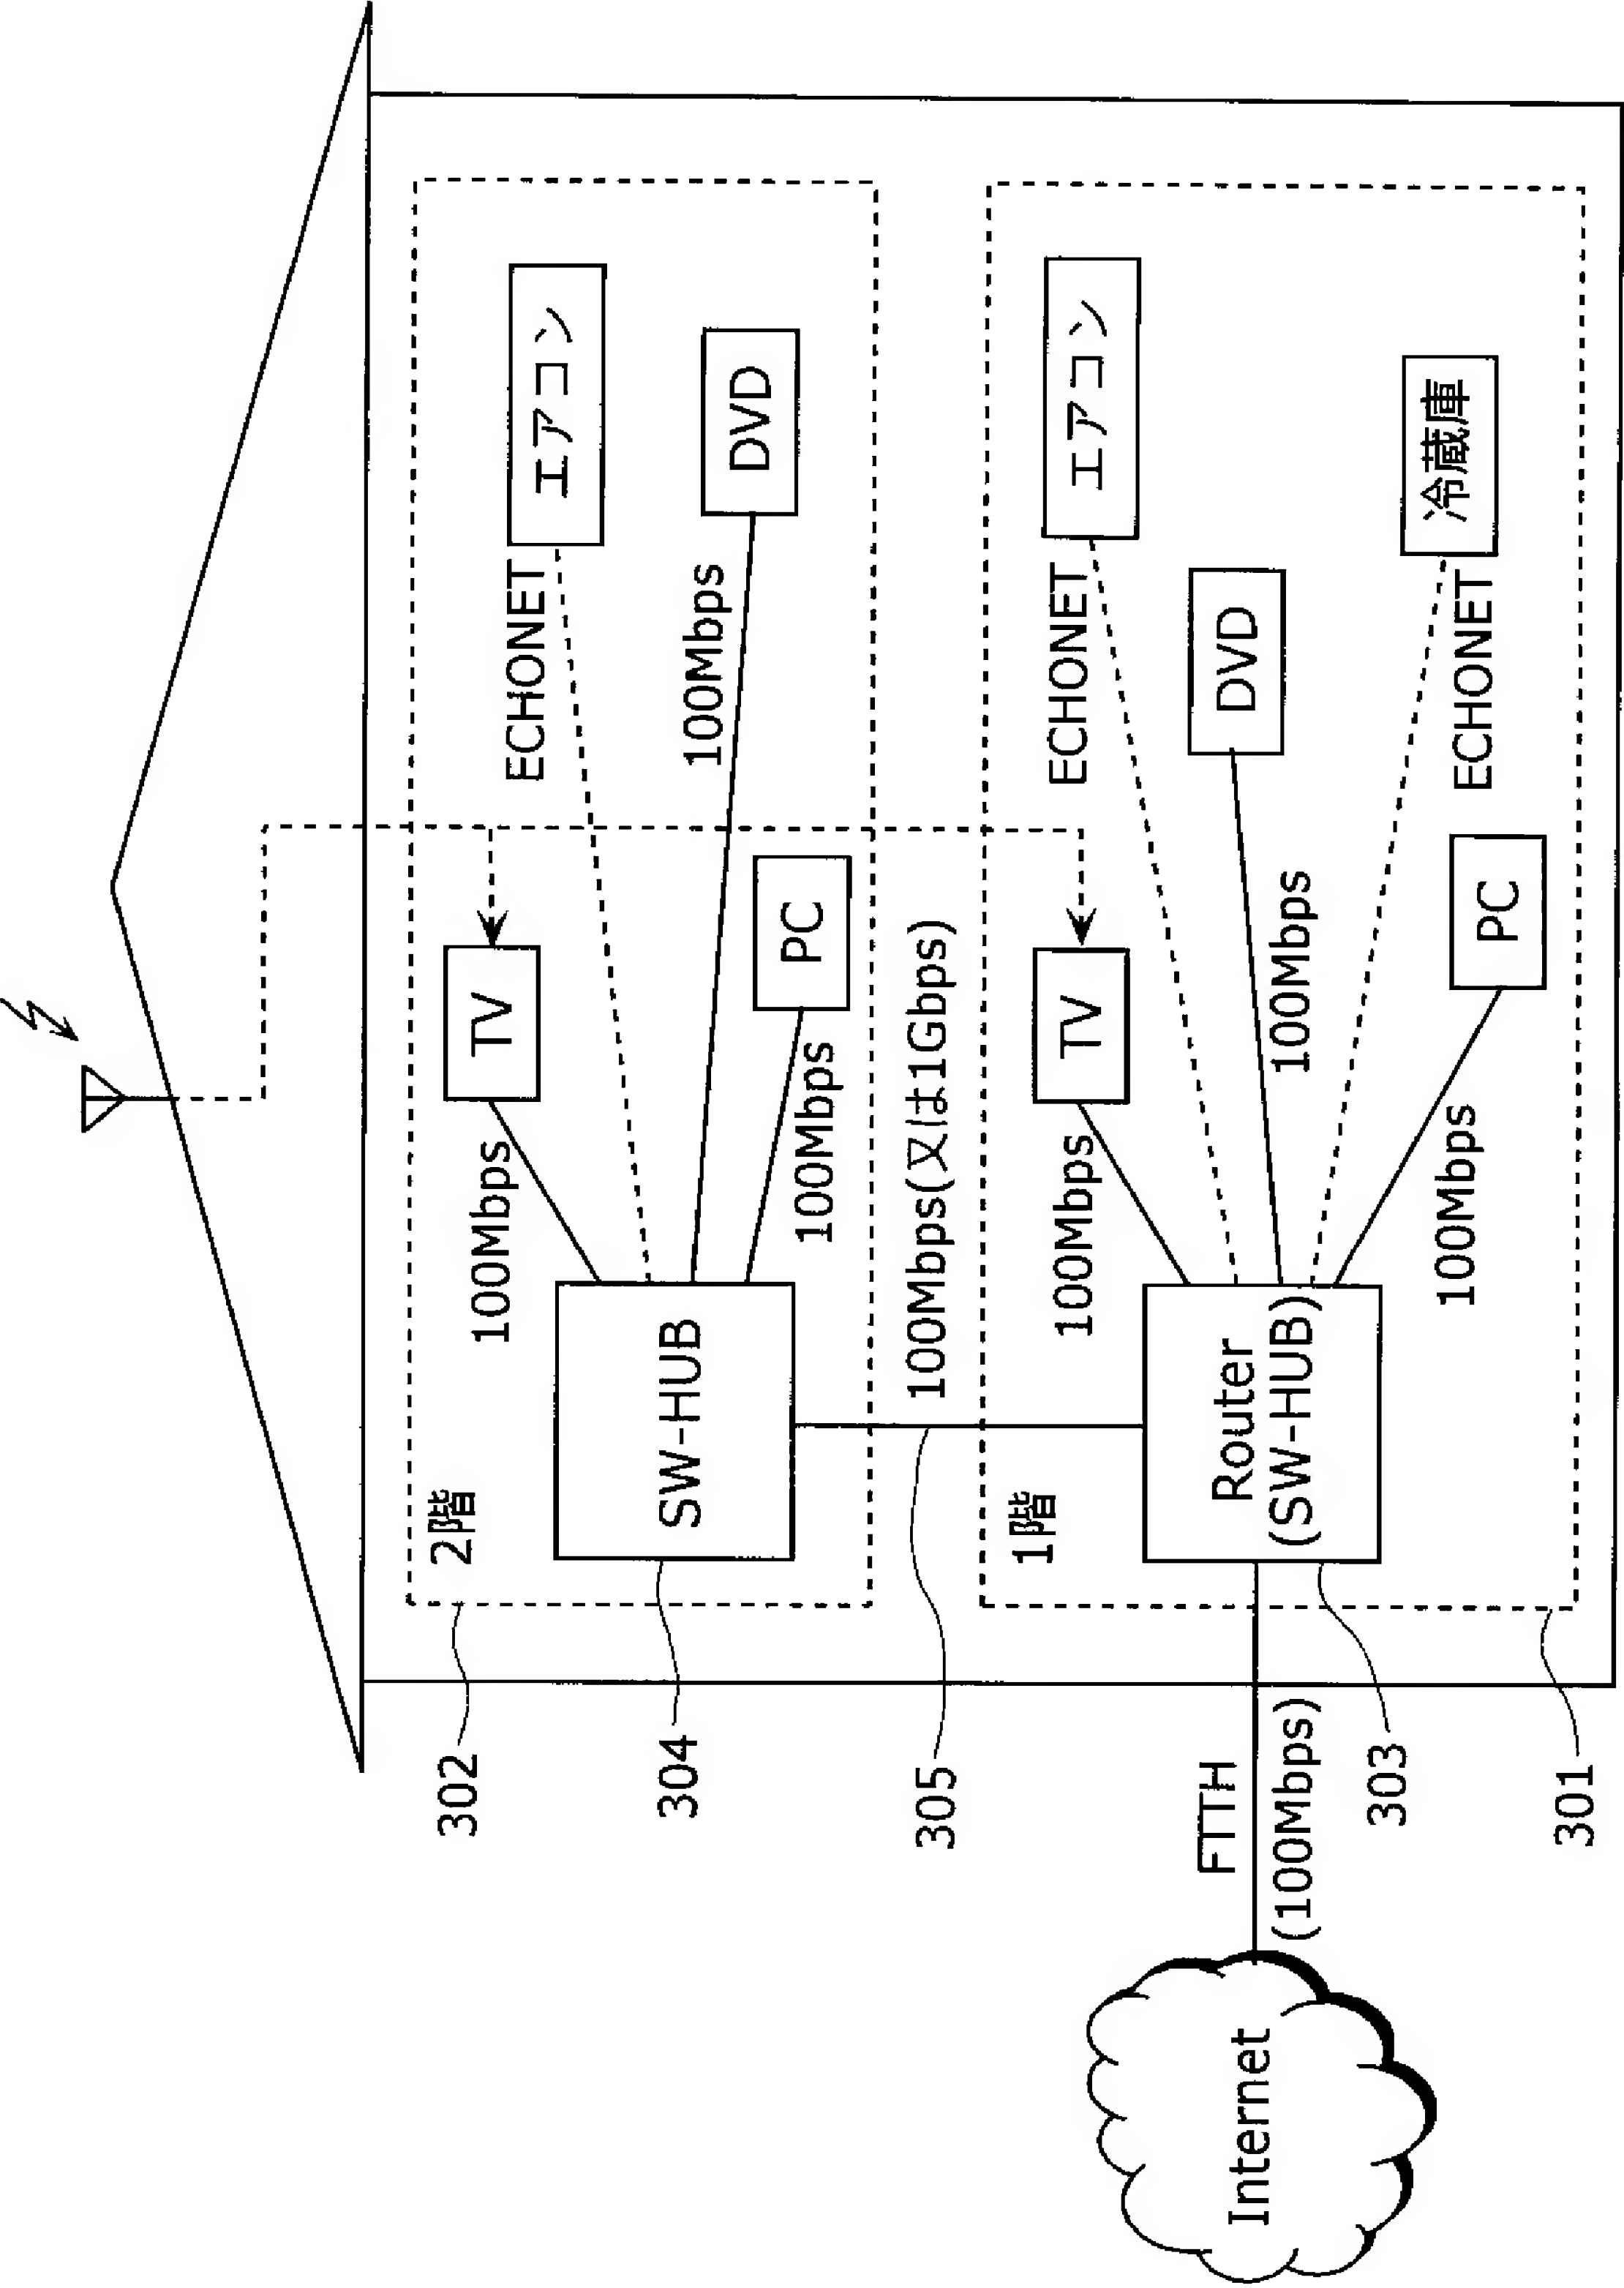 2階
SW-HUB
TV
100Mbps
ECHONET
エアコン
100Mbps
DVD
PC
100Mbps
302
304
305
100Mbps(又は1Gbps)
1階
Router
(SW-HUB)
TV
100Mbps
ECHONET
エアコン
DVD
100Mbps
冷蔵庫
ECHONET
PC
100Mbps
FTTH
(100Mbps)
303
301
Internet